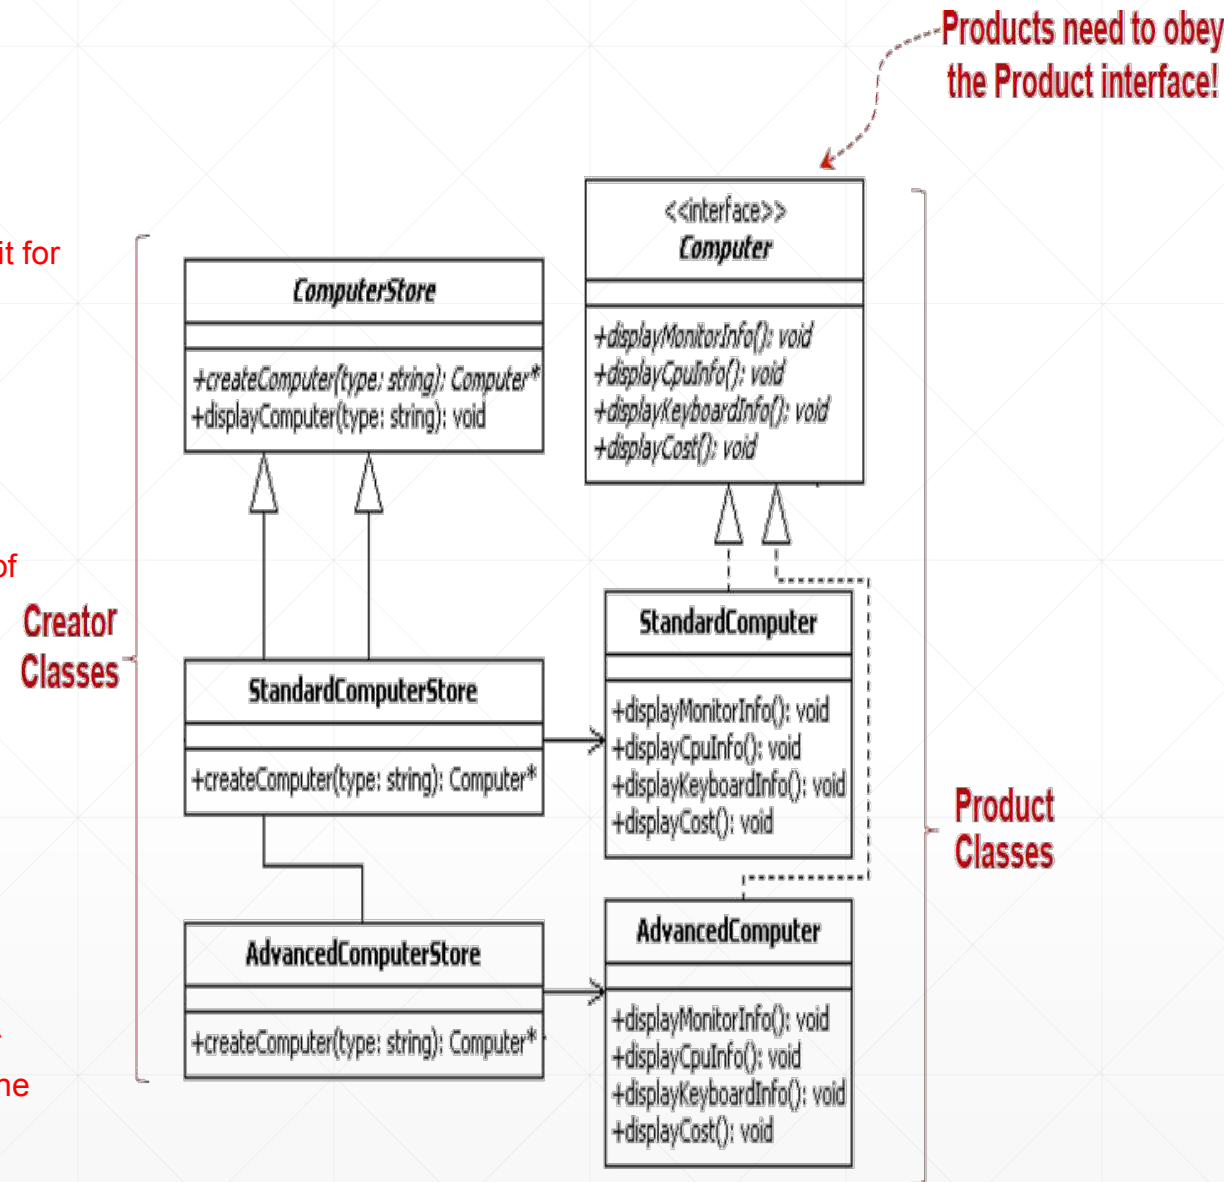 Products need to obey
the Product interface!
it for
of
ne
Creator
Classes
ComputerStore
+createComputer(type: string): Computer*
+displayComputer(type: string): void
<<interface>>
Computer
+displayMonitorInfo(): void
+displayCpuInfo(): void
+displayKeyboardInfo(): void
+displayCost(): void
StandardComputerStore
+createComputer(type: string): Computer*
StandardComputer
+displayMonitorInfo(): void
+displayCpuInfo(): void
+displayKeyboardInfo(): void
+displayCost(): void
AdvancedComputerStore
+createComputer(type: string): Computer*
AdvancedComputer
+displayMonitorInfo(): void
+displayCpuInfo(): void
+displayKeyboardInfo(): void
+displayCost(): void
Product
Classes